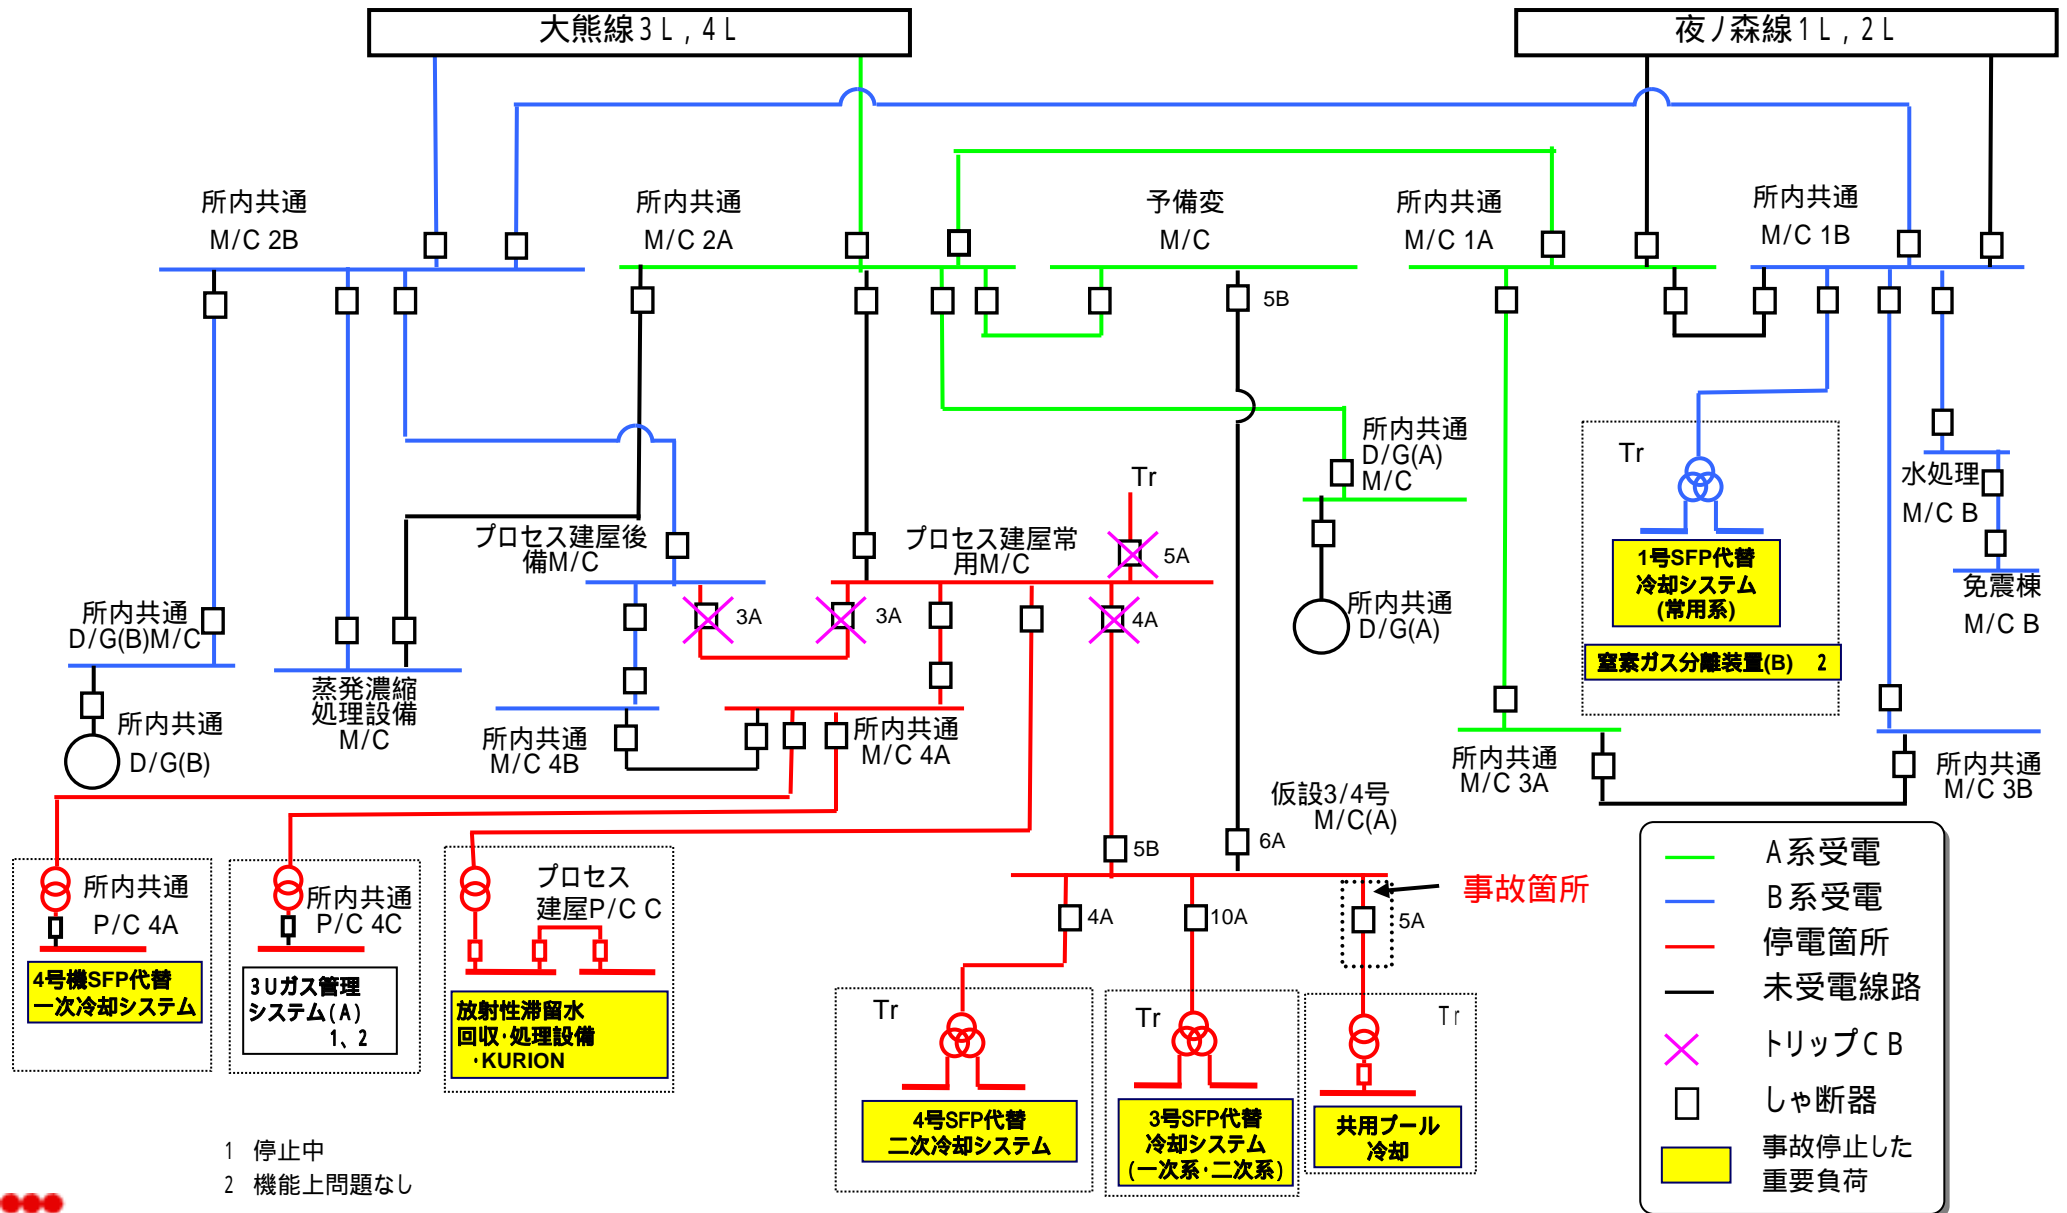 大熊線3L,4L
夜ノ森線1L,2L
所内共通
M/C 2B
所内共通
M/C 2A
予備変
M/C
所内共通
M/C 1A
所内共通
M/C 1B
5B
所内共通
D/G(A)
M/C
Tr
Tr
水処理
M/C B
プロセス建屋後
備M/C
プロセス建屋常
用M/C
5A
1号SFP代替
冷却システム
(常用系)
免震棟
M/C B
所内共通
D/G(B)M/C
3A
3A
4A
所内共通
D/G(A)
窒素ガス分離装置(B) 2
蒸発濃縮
処理設備
M/C
所内共通
D/G(B)
所内共通
M/C 4B
所内共通
M/C 4A
所内共通
M/C 3A
所内共通
M/C 3B
仮設3/4号
M/C(A)
5B
6A
所内共通
P/C 4A
所内共通
P/C 4C
プロセス
建屋P/C C
事故箇所
4A
10A
5A
4号機SFP代替
一次冷却システム
3Uガス管理
システム(A)
1、2
放射性滞留水
回収・処理設備
・KURION
Tr
Tr
Tr
4号SFP代替
二次冷却システム
3号SFP代替
冷却システム
(一次系・二次系)
共用プール
冷却
A系受電
B系受電
停電箇所
未受電線路
トリップCB
しゃ断器
事故停止した
重要負荷
1 停止中
2 機能上問題なし